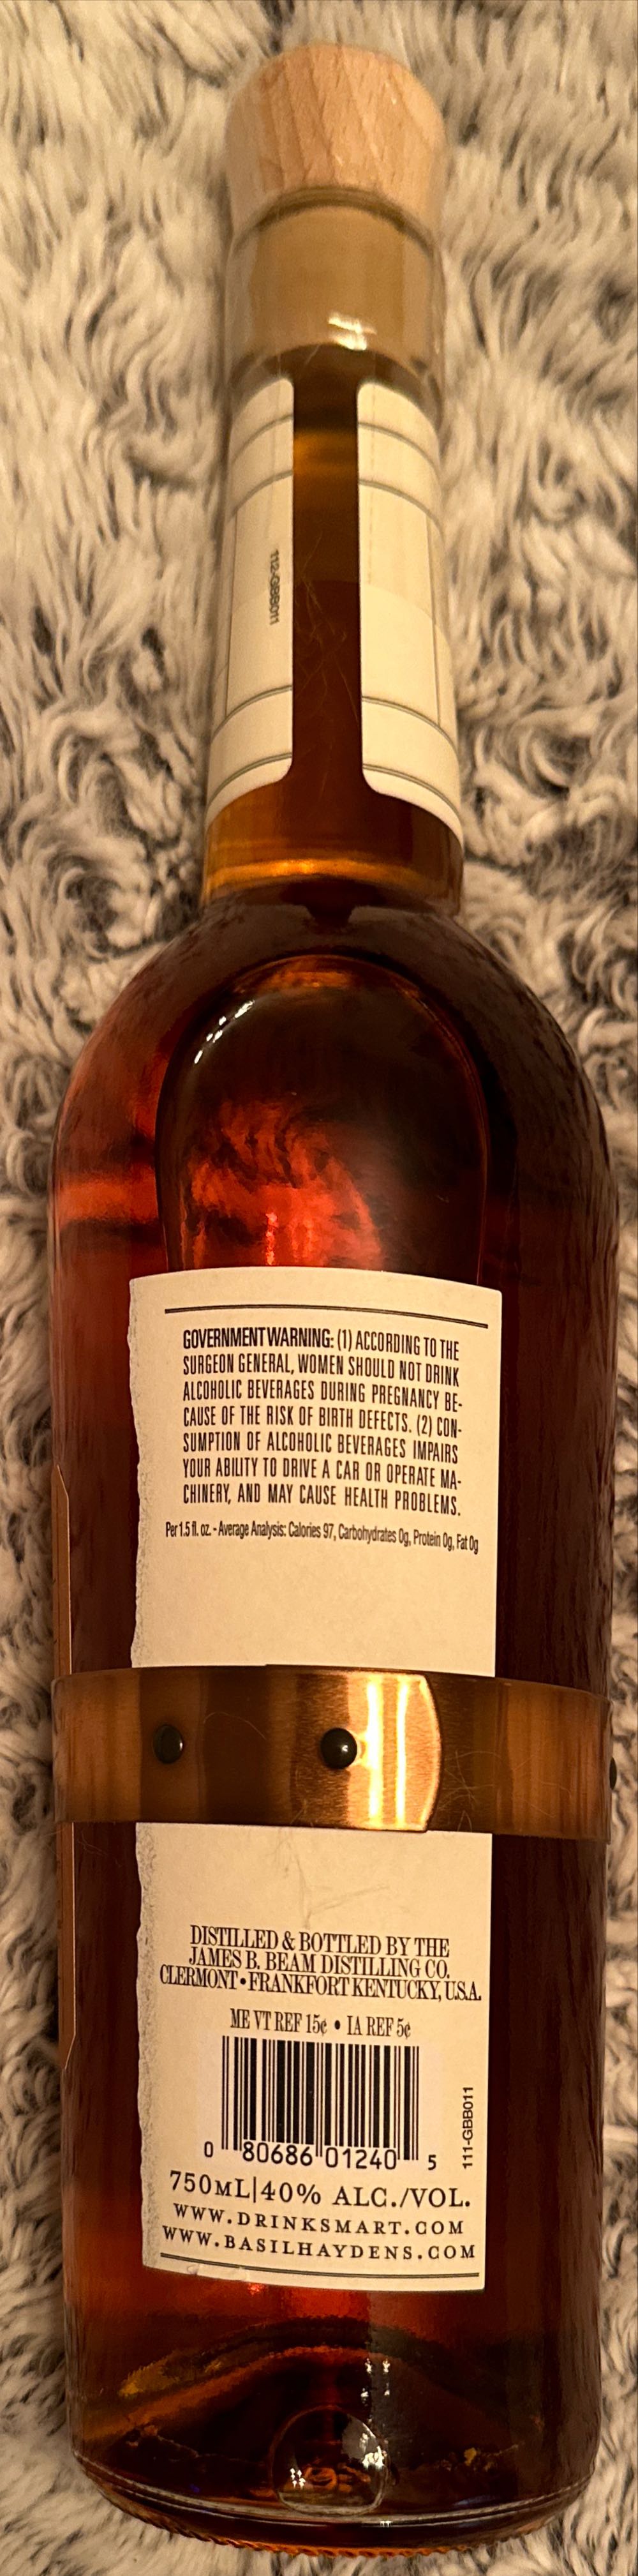 112-GBB011
GOVERNMENT WARNING: (1) ACCORDING TO THE
SURGEON GENERAL, WOMEN SHOULD NOT DRINK
ALCOHOLIC BEVERAGES DURING PREGNANCY BE-
CAUSE OF THE RISK OF BIRTH DEFECTS. (2) CON-
SUMPTION OF ALCOHOLIC BEVERAGES IMPAIRS
YOUR ABILITY TO DRIVE A CAR OR OPERATE MA-
CHINERY, AND MAY CAUSE HEALTH PROBLEMS.
Per 1.5 fl. oz. - Average Analysis: Calories 97, Carbohydrates 0g, Protein 0g, Fat 0g
DISTILLED & BOTTLED BY THE
JAMES B. BEAM DISTILLING CO.
CLERMONT • FRANKFORT KENTUCKY, U.S.A.
ME VT REF 15¢ • IA REF 5¢
0 80686 01240 5
111-GBB011
750ML|40% ALC./VOL.
WWW.DRINKSMART.COM
WWW.BASILHAYDENS.COM